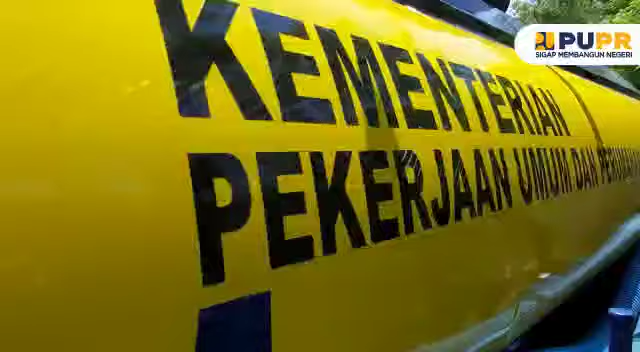 PUPR
SIGAP MEMBANGUN NEGERI
KEMENTERIAN
PEKERJAAN UMUM DAN